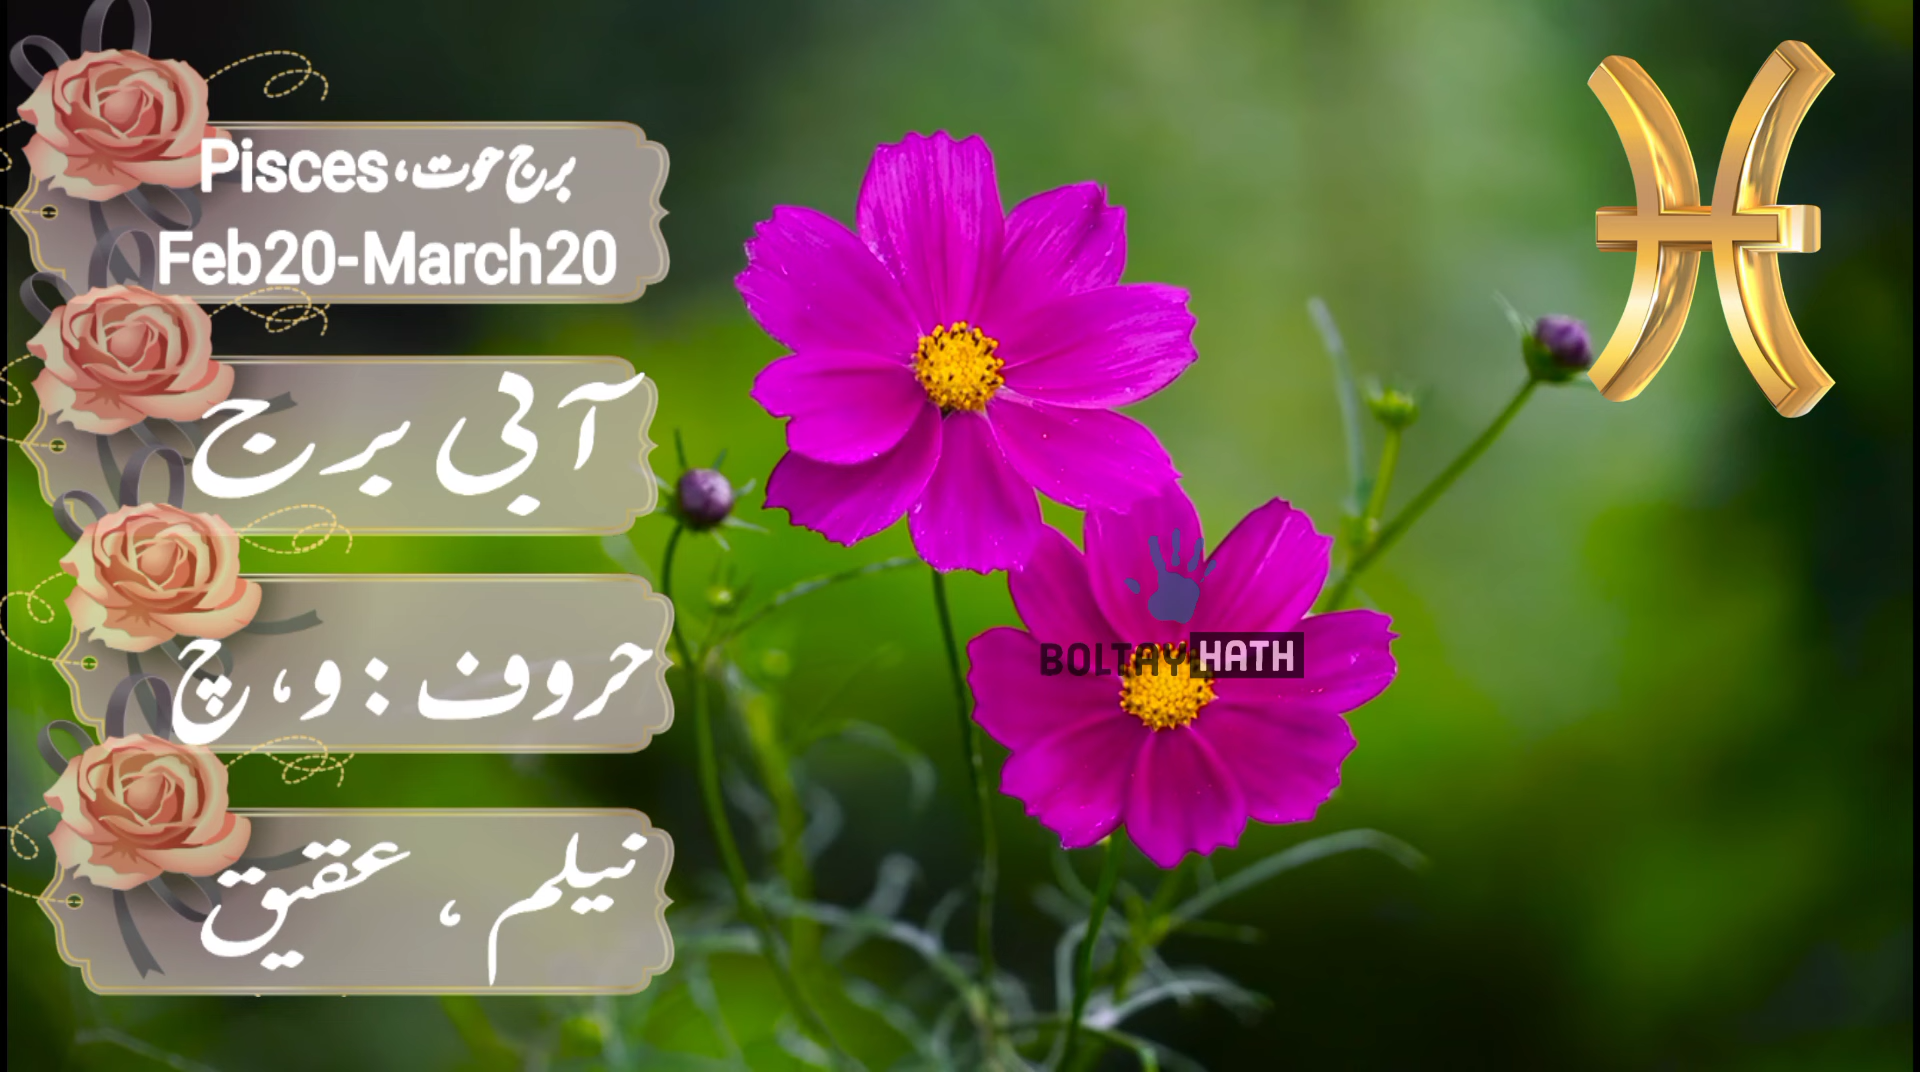 برج حوت، Pisces
Feb20-March20
آبی برج
حروف : و، چ
نیلم ، عقیق
BOLTAY HATH